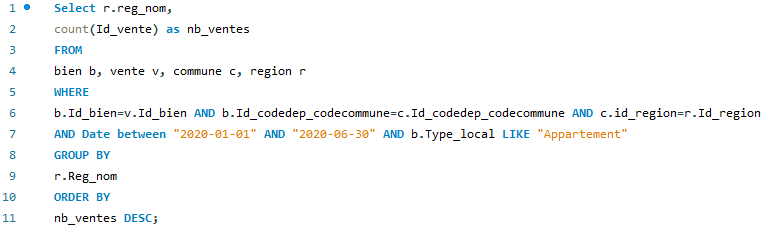 1 Select r.reg_nom,
2 count(Id_vente) as nb_ventes
3 FROM
4 bien b, vente v, commune c, region r
5 WHERE
6 b.Id_bien=v.Id_bien AND b.Id_codedep_codecommune=c.Id_codedep_codecommune AND c.id_region=r.Id_region
7 AND Date between "2020-01-01" AND "2020-06-30" AND b.Type_local LIKE "Appartement"
8 GROUP BY
9 r.Reg_nom
10 ORDER BY
11 nb_ventes DESC;